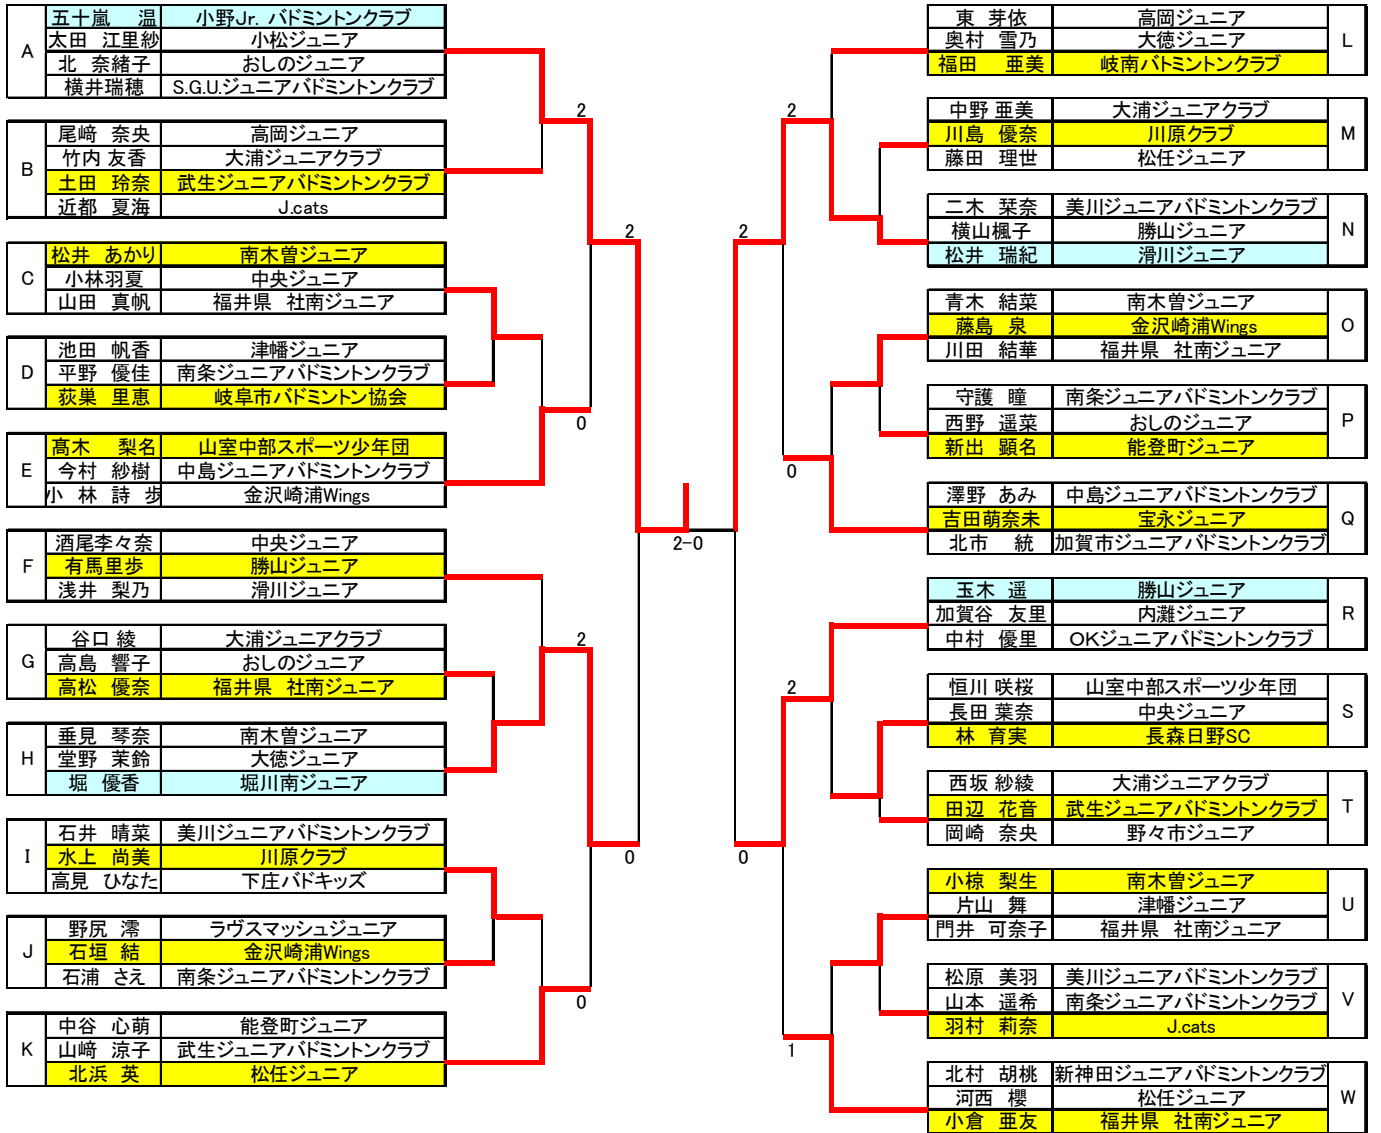 A
五十嵐 温 小野Jr. バドミントンクラブ
太田 江里紗 小松ジュニア
北 奈緒子 おしのジュニア
横井瑞穂 S.G.U.ジュニアバドミントンクラブ
B
尾﨑 奈央 高岡ジュニア
竹内 友香 大浦ジュニアクラブ
土田 玲奈 武生ジュニアバドミントンクラブ
近都 夏海 J.cats
C
松井 あかり 南木曽ジュニア
小林羽夏 中央ジュニア
山田 真帆 福井県 社南ジュニア
D
池田 帆香 津幡ジュニア
平野 優佳 南条ジュニアバドミントンクラブ
荻巣 里恵 岐阜市バドミントン協会
E
髙木 梨名 山室中部スポーツ少年団
今村 紗樹 中島ジュニアバドミントンクラブ
小 林 詩 歩 金沢崎浦Wings
F
酒尾李々奈 中央ジュニア
有馬里歩 勝山ジュニア
浅井 梨乃 滑川ジュニア
G
谷口 綾 大浦ジュニアクラブ
高島 響子 おしのジュニア
高松 優奈 福井県 社南ジュニア
H
垂見 琴奈 南木曽ジュニア
堂野 茉鈴 大徳ジュニア
堀 優香 堀川南ジュニア
I
石井 晴菜 美川ジュニアバドミントンクラブ
水上 尚美 川原クラブ
高見 ひなた 下庄バドキッズ
J
野尻 澪 ラヴスマッシュジュニア
石垣 結 金沢崎浦Wings
石浦 さえ 南条ジュニアバドミントンクラブ
K
中谷 心萌 能登町ジュニア
山﨑 涼子 武生ジュニアバドミントンクラブ
北浜 英 松任ジュニア
2
2
0
2
0
0
2-0
2
2
0
2
0
1
東 芽依 高岡ジュニア
奥村 雪乃 大徳ジュニア
福田 亜美 岐南バトミントンクラブ
L
中野 亜美 大浦ジュニアクラブ
川島 優奈 川原クラブ
藤田 理世 松任ジュニア
M
二木 栞奈 美川ジュニアバドミントンクラブ
横山楓子 勝山ジュニア
松井 瑞紀 滑川ジュニア
N
青木 結菜 南木曽ジュニア
藤島 泉 金沢崎浦Wings
川田 結華 福井県 社南ジュニア
O
守護 瞳 南条ジュニアバドミントンクラブ
西野 遥菜 おしのジュニア
新出 顕名 能登町ジュニア
P
澤野 あみ 中島ジュニアバドミントンクラブ
吉田萌奈未 宝永ジュニア
北市 統 加賀市ジュニアバドミントンクラブ
Q
玉木 遥 勝山ジュニア
加賀谷 友里 内灘ジュニア
中村 優里 OKジュニアバドミントンクラブ
R
恒川 咲桜 山室中部スポーツ少年団
長田 葉奈 中央ジュニア
林 育実 長森日野SC
S
西坂 紗綾 大浦ジュニアクラブ
田辺 花音 武生ジュニアバドミントンクラブ
岡崎 奈央 野々市ジュニア
T
小椋 梨生 南木曽ジュニア
片山 舞 津幡ジュニア
門井 可奈子 福井県 社南ジュニア
U
松原 美羽 美川ジュニアバドミントンクラブ
山本 遥希 南条ジュニアバドミントンクラブ
羽村 莉奈 J.cats
V
北村 胡桃 新神田ジュニアバドミントンクラブ
河西 櫻 松任ジュニア
小倉 亜友 福井県 社南ジュニア
W